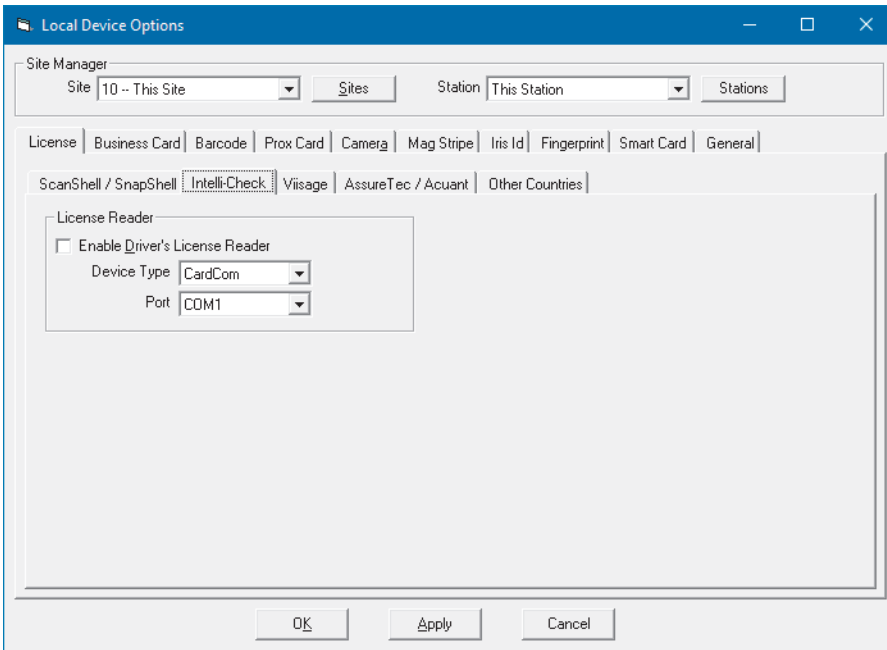 Local Device Options
Site Manager
Site 10 -- This Site Sites Station This Station Stations
License Business Card Barcode Prox Card Camera Mag Stripe Iris Id Fingerprint Smart Card General
ScanShell / SnapShell Intelli-Check Viisage AssureTec / Acuant Other Countries
License Reader
Enable Driver's License Reader
Device Type CardCom
Port COM1
OK Apply Cancel